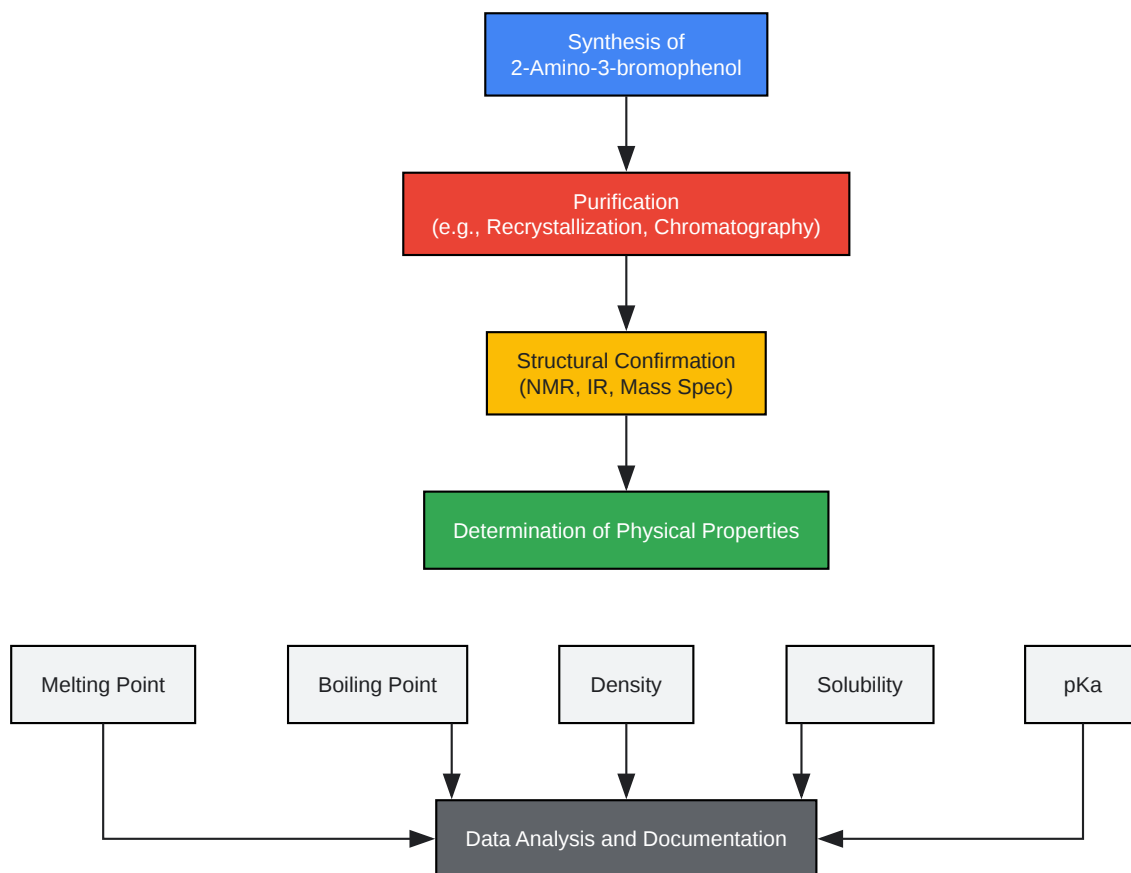 Synthesis of
2-Amino-3-bromophenol
Purification
(e.g., Recrystallization, Chromatography)
Structural Confirmation
(NMR, IR, Mass Spec)
Determination of Physical Properties
Melting Point
Boiling Point
Density
Solubility
pKa
Data Analysis and Documentation